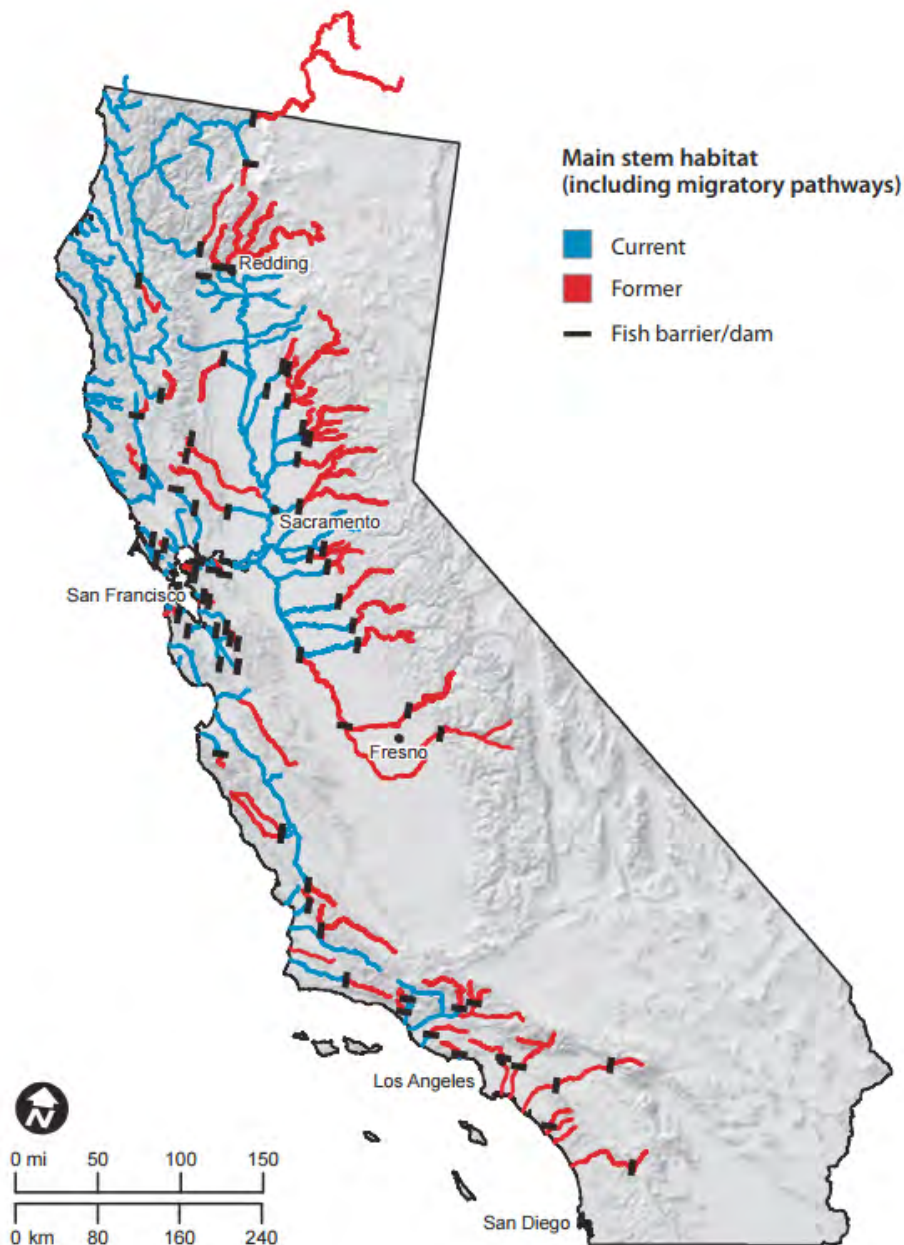 Main stem habitat
(including migratory pathways)
Current
Former
Fish barrier/dam
Redding
Sacramento
San Francisco
Fresno
Los Angeles
San Diego
N
0 mi 50 100 150
0 km 80 160 240